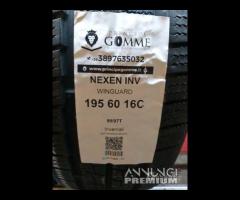 GOMME
+39 3897635032
www.principegomme.it
NEXEN INV
WINGUARD
195 60 16C
99/97T
Invernali
ANNUNCI
PREMIUM